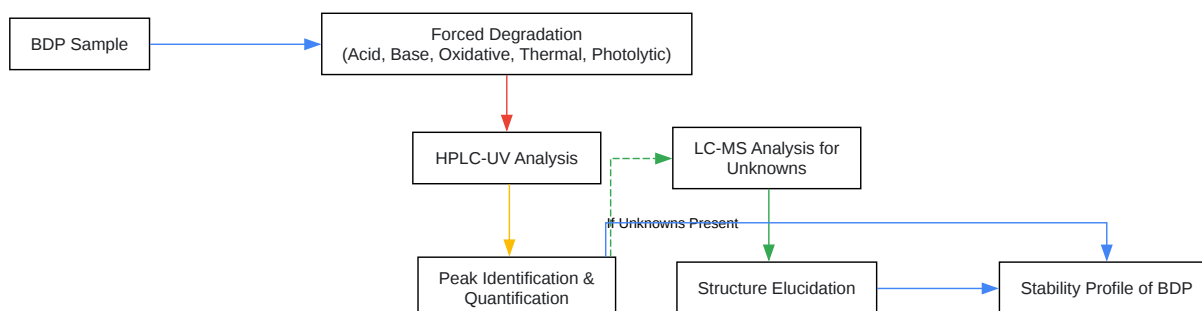 BDP Sample
Forced Degradation
(Acid, Base, Oxidative, Thermal, Photolytic)
HPLC-UV Analysis
LC-MS Analysis for
Unknowns
If Unknowns Present
Peak Identification &
Quantification
Structure Elucidation
Stability Profile of BDP